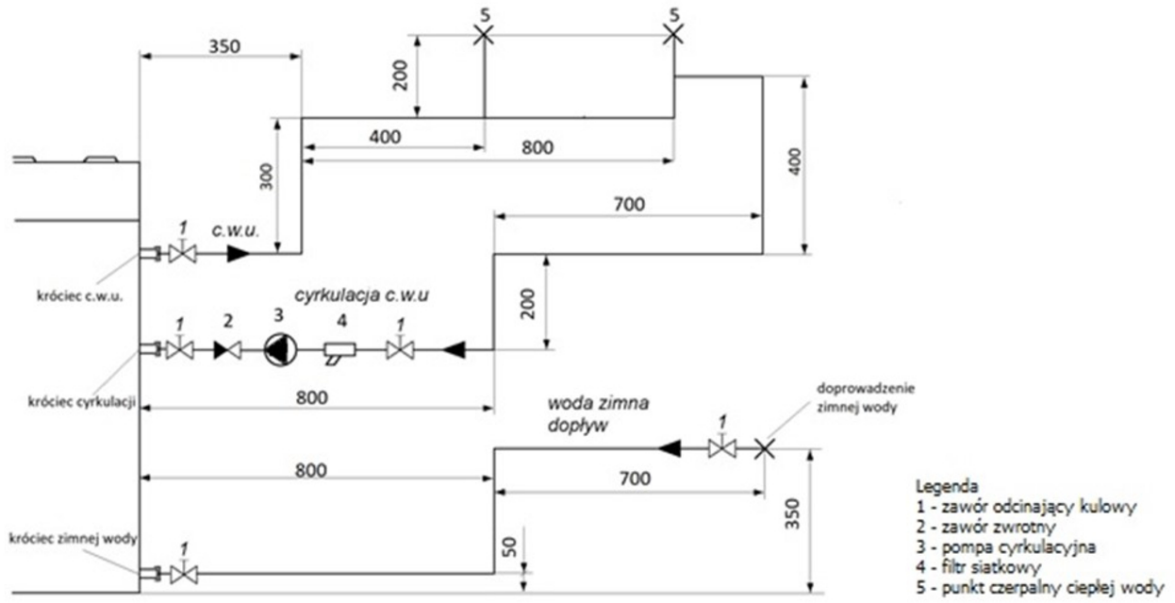 5 5
350
200
400
800
300
400
700
1 c.w.u.
króciec c.w.u.
cyrkulacja c.w.u
200
1 2 3 4 1
króciec cyrkulacji
800
woda zimna
dopływ
doprowadzenie
zimnej wody
1
800
700
350
króciec zimnej wody
1
50
Legenda
1 - zawór odcinający kulowy
2 - zawór zwrotny
3 - pompa cyrkulacyjna
4 - filtr siatkowy
5 - punkt czerpalny ciepłej wody